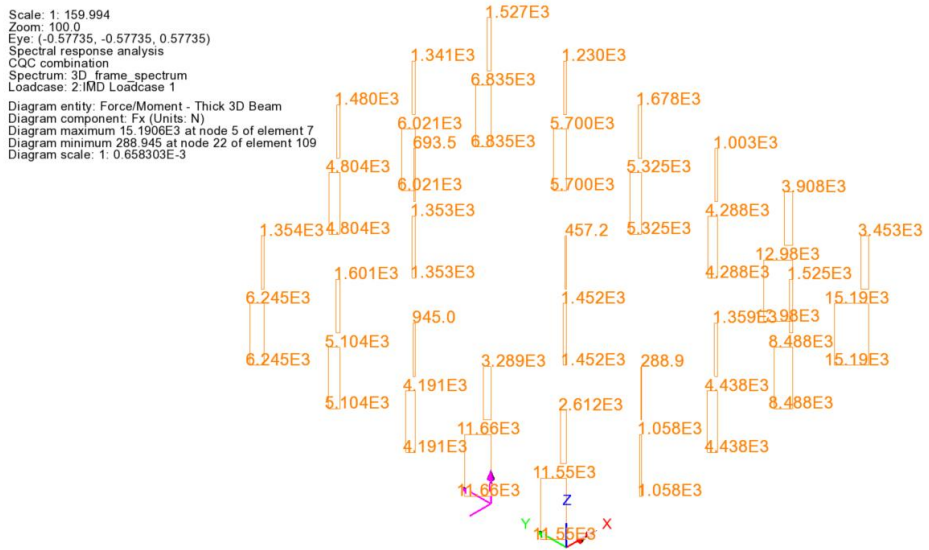 Scale: 1: 159.994
Zoom: 100.0
Eye: (-0.57735, -0.57735, 0.57735)
Spectral response analysis
CQC combination
Spectrum: 3D_frame_spectrum
Loadcase: 2:IMD Loadcase 1
Diagram entity: Force/Moment - Thick 3D Beam
Diagram component: Fx (Units: N)
Diagram maximum 15.1906E3 at node 5 of element 7
Diagram minimum 288.945 at node 22 of element 109
Diagram scale: 1: 0.658303E-3
1.527E3
1.341E3
1.230E3
6.835E3
1.480E3
1.678E3
6.021E3
5.700E3
693.5
6.835E3
1.003E3
4.804E3
5.325E3
6.021E3
5.700E3
3.908E3
1.353E3
4.288E3
1.354E3
4.804E3
457.2
5.325E3
3.453E3
12.98E3
1.601E3
1.353E3
4.288E3
1.525E3
6.245E3
1.452E3
15.19E3
945.0
1.359E3
12.98E3
5.104E3
8.488E3
6.245E3
3.289E3
1.452E3
288.9
15.19E3
4.191E3
4.438E3
5.104E3
2.612E3
8.488E3
11.66E3
1.058E3
4.191E3
4.438E3
11.55E3
11.66E3
1.058E3
Z
Y
X
11.55E3